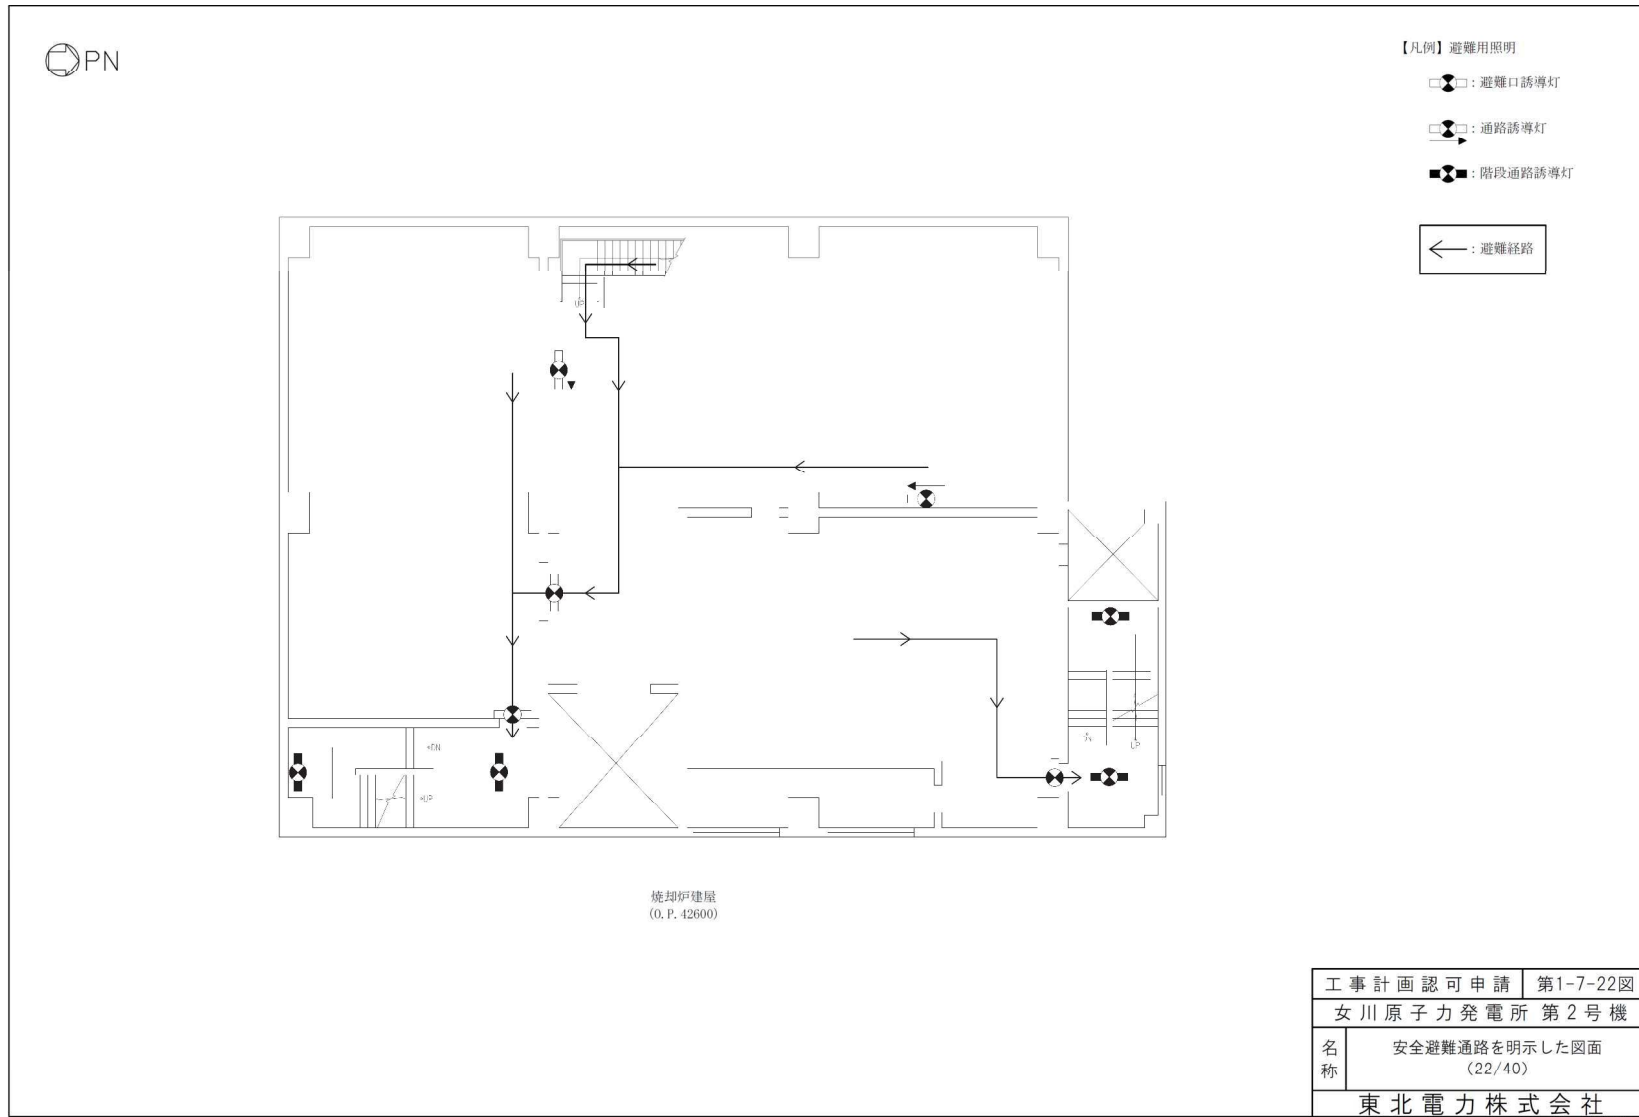 PN
【凡例】避難用照明
：避難口誘導灯
：通路誘導灯
：階段通路誘導灯
：避難経路
UP
DN
UP
UP
焼却炉建屋
(O.P.42600)
工事計画認可申請 第1-7-22図
女川原子力発電所 第2号機
名称 安全避難通路を明示した図面
(22/40)
東北電力株式会社